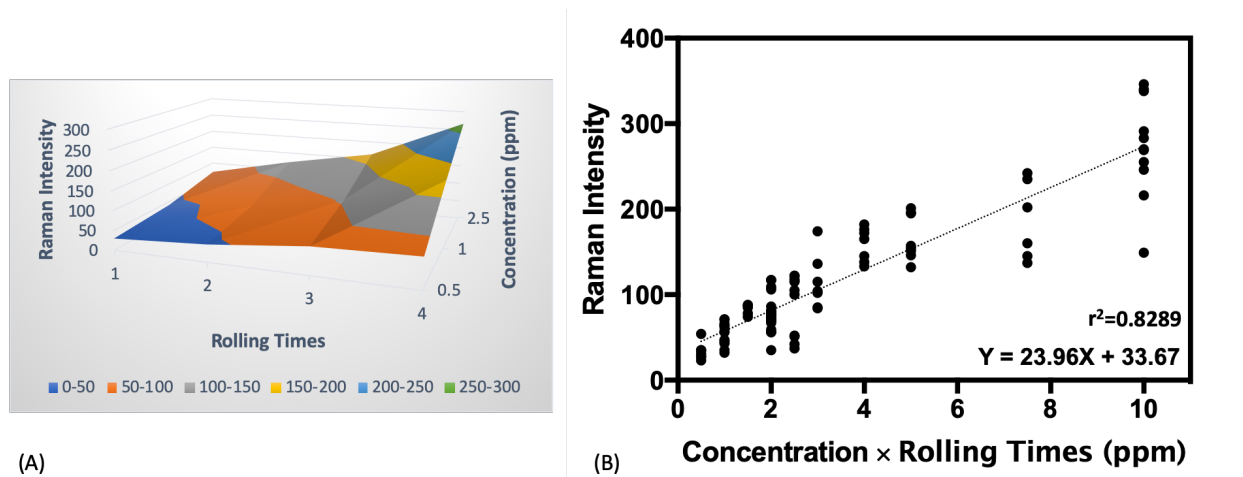 Raman Intensity
300
250
200
150
100
50
0
1
2
3
4
Rolling Times
0.5
1
2.5
Concentration (ppm)
0-50 50-100 100-150 150-200 200-250 250-300
(A)
Raman Intensity
400
300
200
100
0
0 2 4 6 8 10
r²=0.8289
Y = 23.96X + 33.67
Concentration × Rolling Times (ppm)
(B)